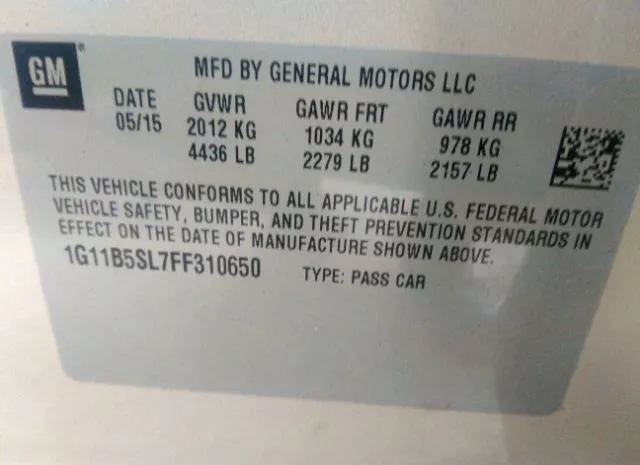 GM
MFD BY GENERAL MOTORS LLC
DATE GVWR GAWR FRT GAWR RR
05/15 2012 KG 1034 KG 978 KG
4436 LB 2279 LB 2157 LB
THIS VEHICLE CONFORMS TO ALL APPLICABLE U.S. FEDERAL MOTOR
VEHICLE SAFETY, BUMPER, AND THEFT PREVENTION STANDARDS IN
EFFECT ON THE DATE OF MANUFACTURE SHOWN ABOVE.
1G11B5SL7FF310650 TYPE: PASS CAR